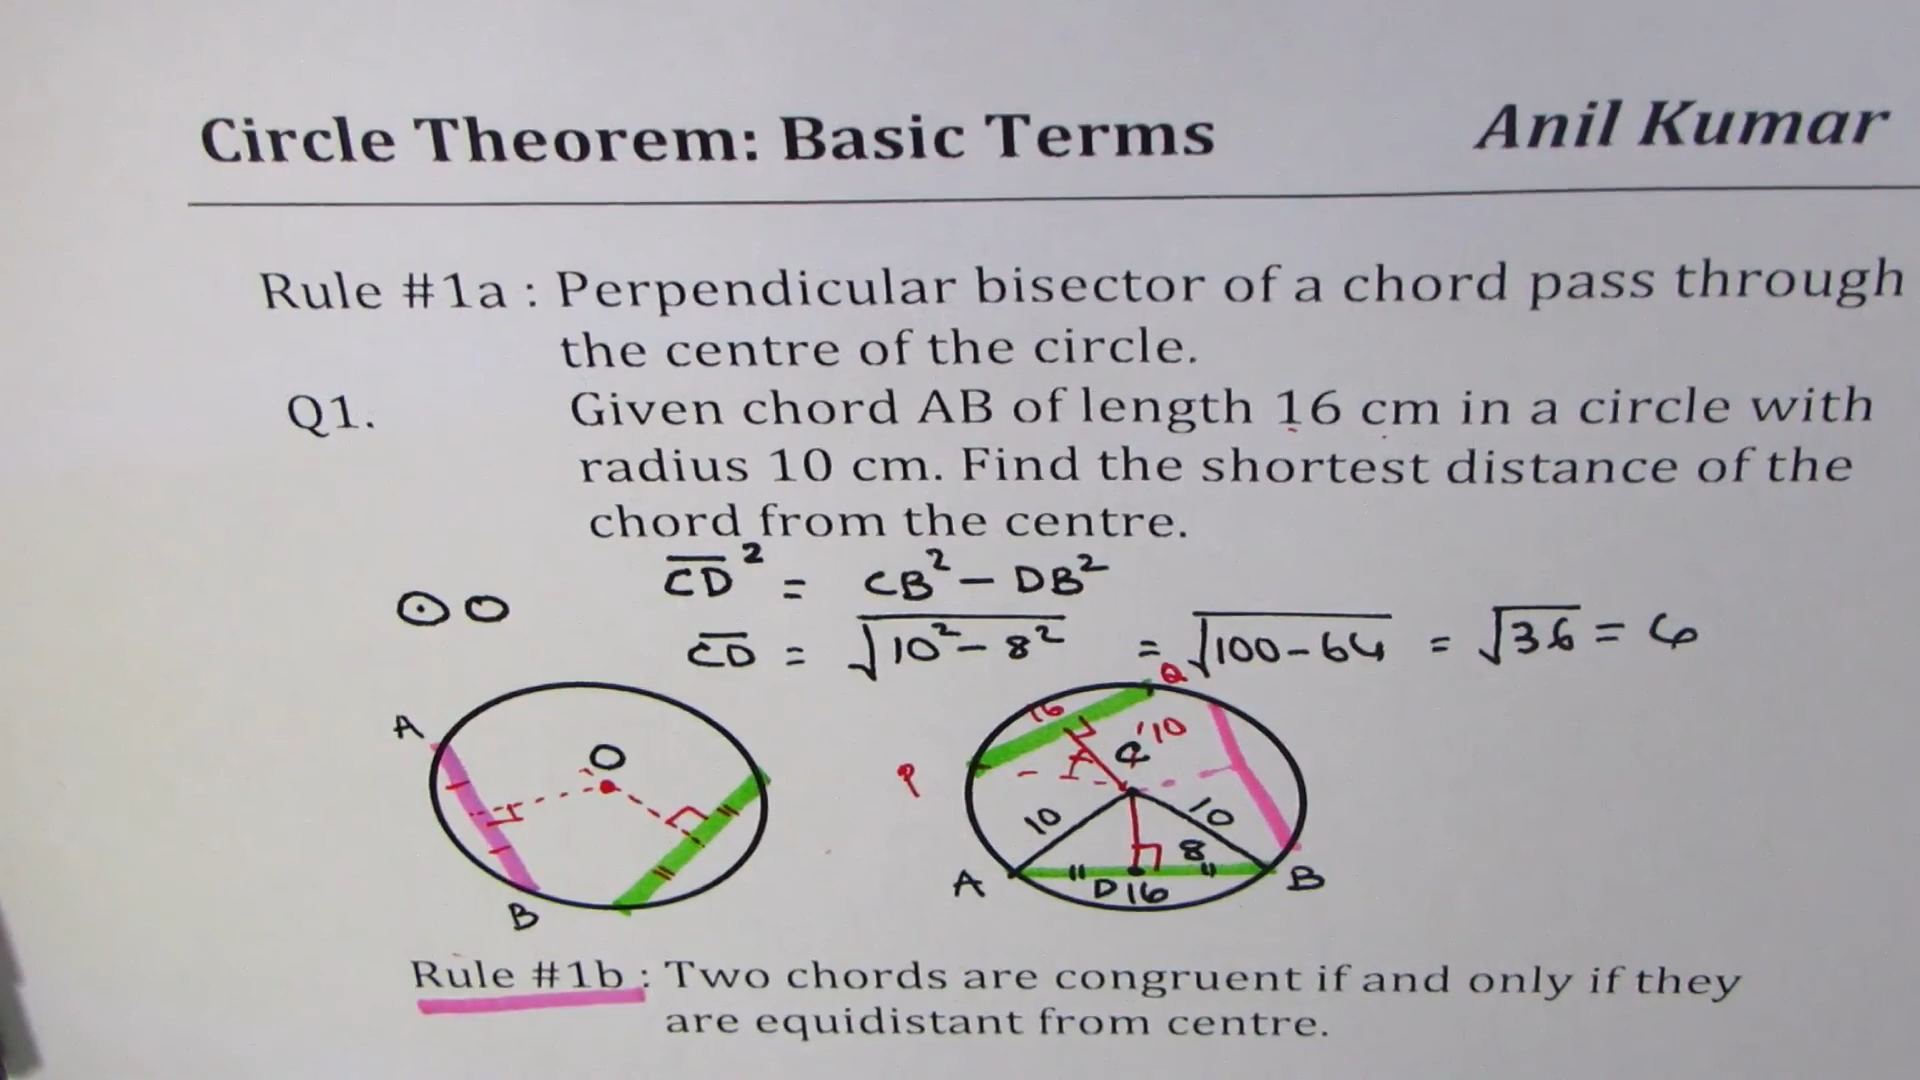 Circle Theorem: Basic Terms
Anil Kumar
Rule #1a : Perpendicular bisector of a chord pass through
the centre of the circle.
Q1. Given chord AB of length 16 cm in a circle with
radius 10 cm. Find the shortest distance of the
chord from the centre.
CD² = CB² − DB²
CD = √10² − 8² = √100−64 = √36 = 6
A
O
B
Q
16
10
C
P
10
10
8
A
D 16
B
Rule #1b : Two chords are congruent if and only if they
are equidistant from centre.